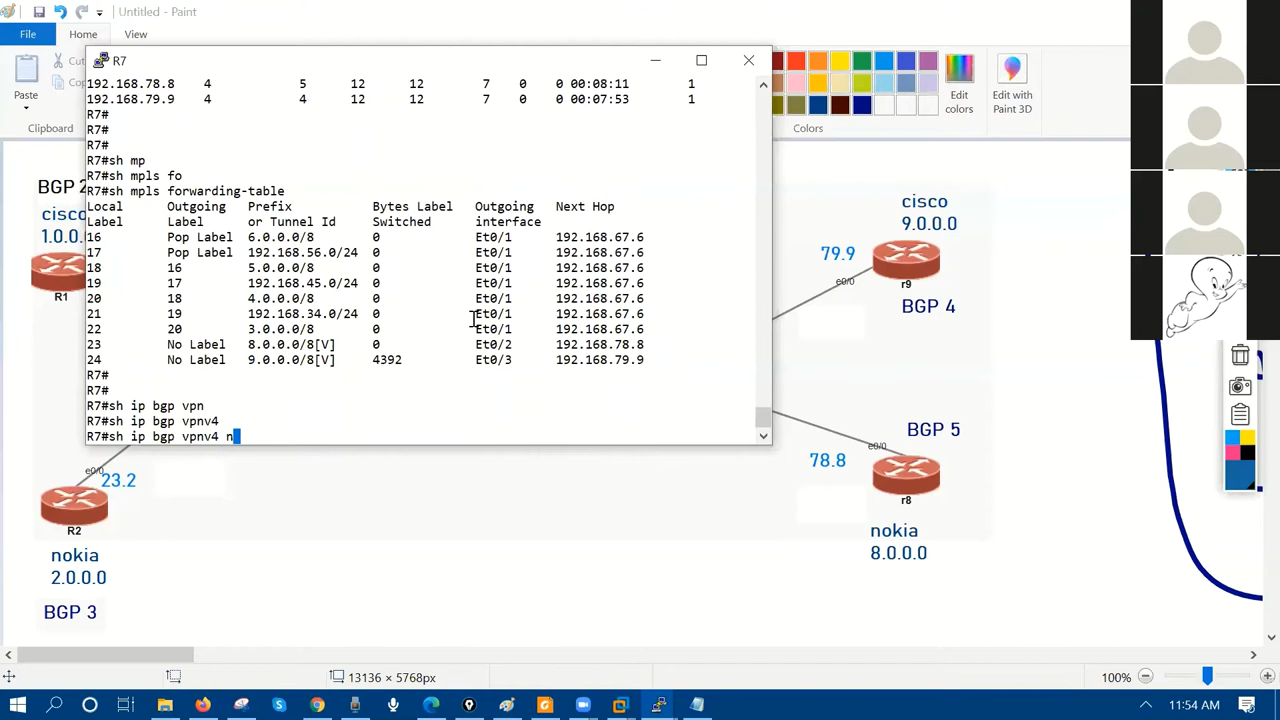 Untitled - Paint
File
Home
View
Cut
Copy
Paste
Clipboard
R7
192.168.78.8 4 5 12 12 7 0 0 00:08:11 1
192.168.79.9 4 4 12 12 7 0 0 00:07:53 1
R7#
R7#
R7#
R7#sh mp
R7#sh mpls fo
R7#sh mpls forwarding-table
Local Outgoing Prefix Bytes Label Outgoing Next Hop
Label Label or Tunnel Id Switched interface
16 Pop Label 6.0.0.0/8 0 Et0/1 192.168.67.6
17 Pop Label 192.168.56.0/24 0 Et0/1 192.168.67.6
18 16 5.0.0.0/8 0 Et0/1 192.168.67.6
19 17 192.168.45.0/24 0 Et0/1 192.168.67.6
20 18 4.0.0.0/8 0 Et0/1 192.168.67.6
21 19 192.168.34.0/24 0 Et0/1 192.168.67.6
22 20 3.0.0.0/8 0 Et0/1 192.168.67.6
23 No Label 8.0.0.0/8[V] 0 Et0/2 192.168.78.8
24 No Label 9.0.0.0/8[V] 4392 Et0/3 192.168.79.9
R7#
R7#
R7#sh ip bgp vpn
R7#sh ip bgp vpnv4
R7#sh ip bgp vpnv4 n
Edit colors
Edit with Paint 3D
Colors
BGP 2
cisco
1.0.0.
R1
cisco
9.0.0.0
79.9
e0/0
r9
BGP 4
BGP 5
e0/0
78.8
r8
nokia
8.0.0.0
e0/0
23.2
R2
nokia
2.0.0.0
BGP 3
13136 × 5768px
100%
11:54 AM